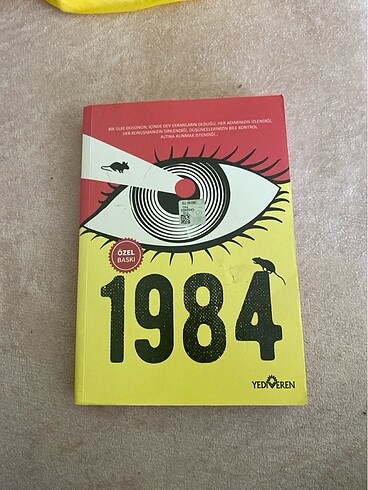 BİR ÜLKE DÜŞÜNÜN, İÇİNDE DEV EKRANLARIN OLDUĞU, HER ADIMINIZIN İZLENDİĞİ,
HER KONUŞMANIZIN DİNLENDİĞİ, DÜŞÜNCELERİNİZİN BİLE KONTROL
ALTINA ALINMAK İSTENDİĞİ...
ÖZEL
BASKI
1984
YEDİVEREN